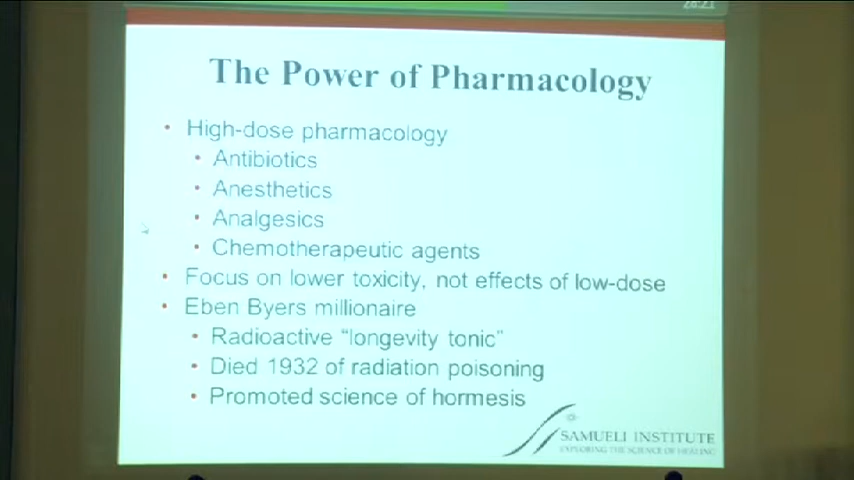 The Power of Pharmacology
• High-dose pharmacology
• Antibiotics
• Anesthetics
• Analgesics
• Chemotherapeutic agents
• Focus on lower toxicity, not effects of low-dose
• Eben Byers millionaire
• Radioactive "longevity tonic"
• Died 1932 of radiation poisoning
• Promoted science of hormesis
SAMUELI INSTITUTE
EXPLORING THE SCIENCE OF HEALING